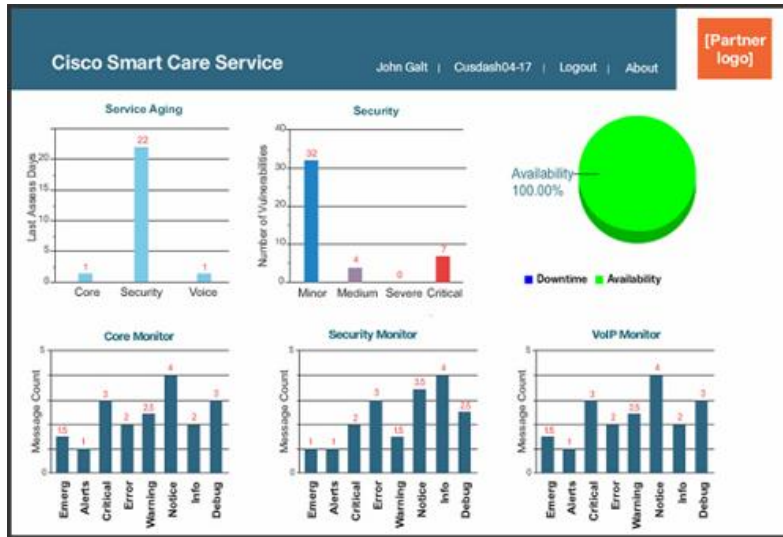 Cisco Smart Care Service
John Galt | Cusdash04-17 | Logout | About
[Partner
logo]
Service Aging
Last Assess Days
20
15
10
5
0
1
22
1
Core Security Voice
Security
Number of Vulnerabilities
40
30
20
10
0
32
4
0
7
Minor Medium Severe Critical
Availability
100.00%
Downtime Availability
Core Monitor
Message Count
5
0
1.5
1
3
2
2.5
4
2
3
Emerg
Alerts
Critical
Error
Warning
Notice
Info
Debug
Security Monitor
Message Count
5
0
1
1
2
3
1.5
3.5
4
2.5
Emerg
Alerts
Critical
Error
Warning
Notice
Info
Debug
VoIP Monitor
Message Count
5
0
1.5
1
3
2
2.5
4
2
3
Emerg
Alerts
Critical
Error
Warning
Notice
Info
Debug